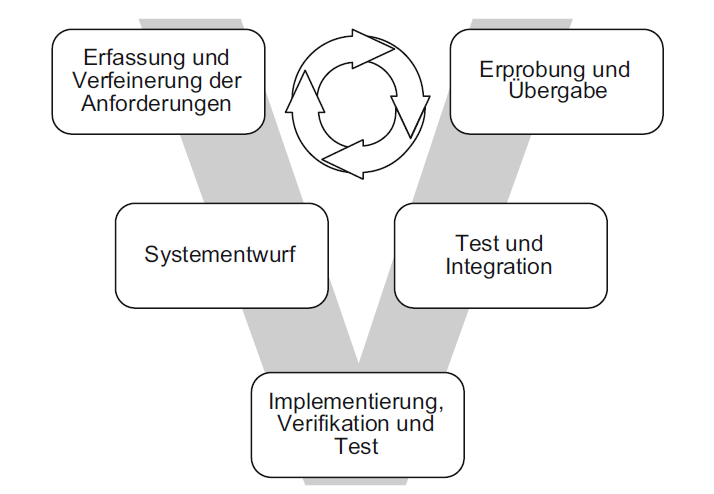 Erfassung und
Verfeinerung der
Anforderungen
Erprobung und
Übergabe
Systementwurf
Test und
Integration
Implementierung,
Verifikation und
Test